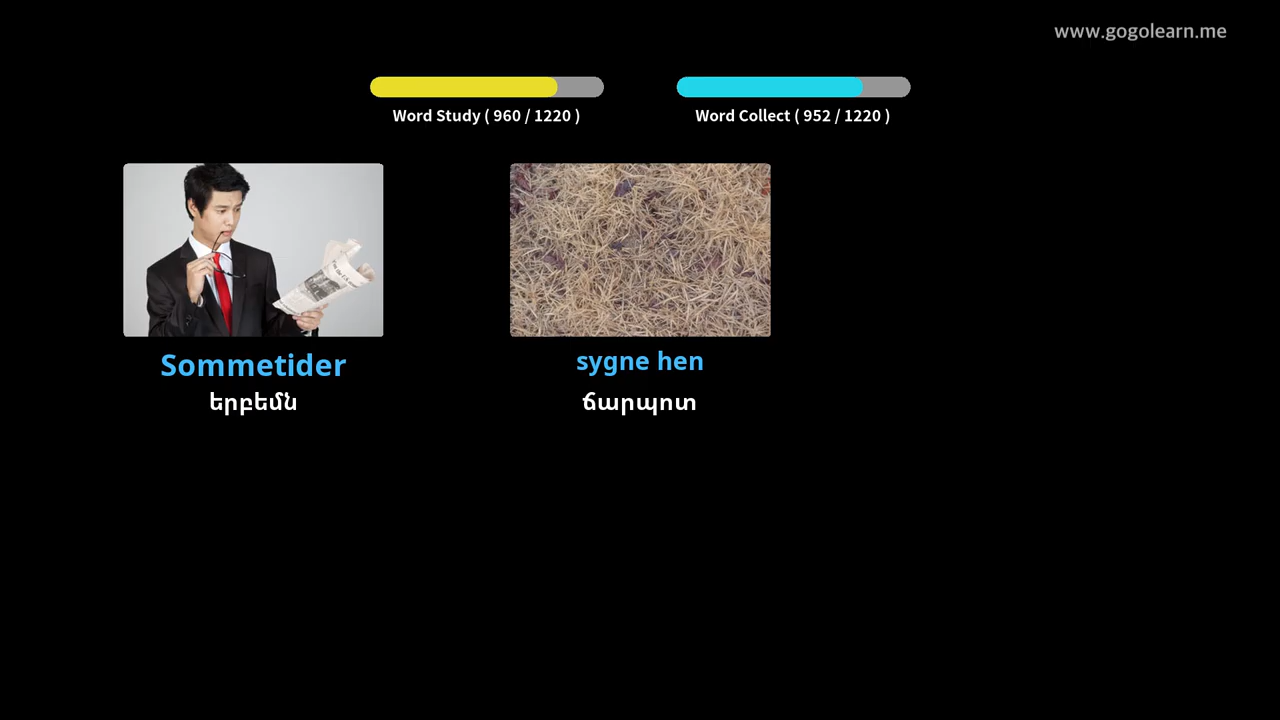 www.gogolearn.me
Word Study ( 960 / 1220 )
Word Collect ( 952 / 1220 )
Sommetider
երբեմն
sygne hen
ճարպոտ